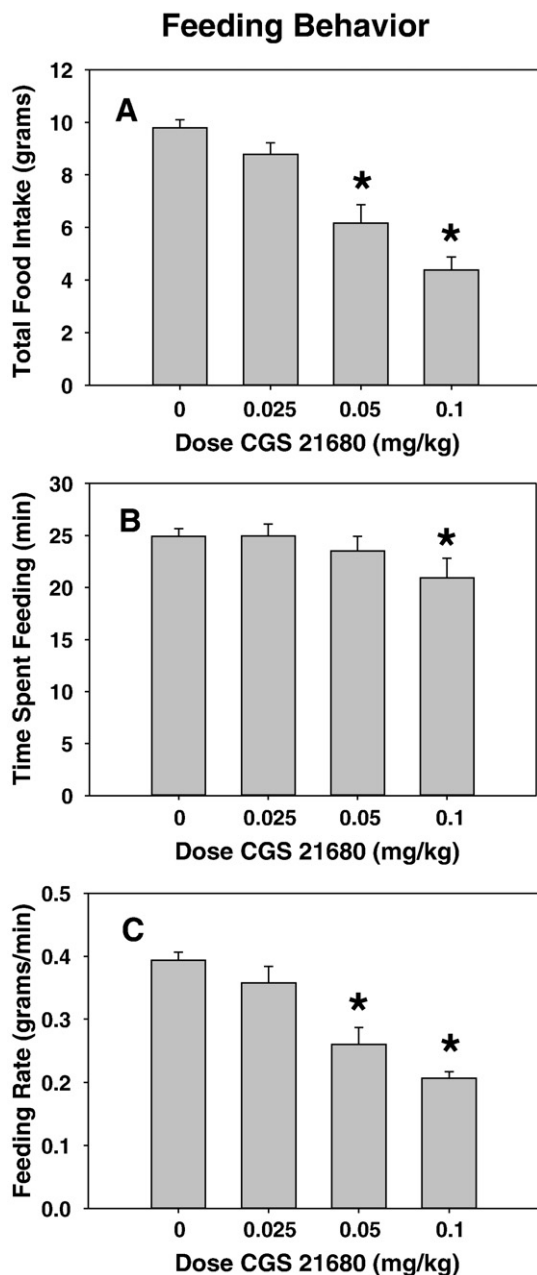 Feeding Behavior
A
Total Food Intake (grams)
12
10
8
6
4
2
0
*
*
0 0.025 0.05 0.1
Dose CGS 21680 (mg/kg)
B
Time Spent Feeding (min)
30
25
20
15
10
5
0
*
0 0.025 0.05 0.1
Dose CGS 21680 (mg/kg)
C
Feeding Rate (grams/min)
0.5
0.4
0.3
0.2
0.1
0.0
*
*
0 0.025 0.05 0.1
Dose CGS 21680 (mg/kg)